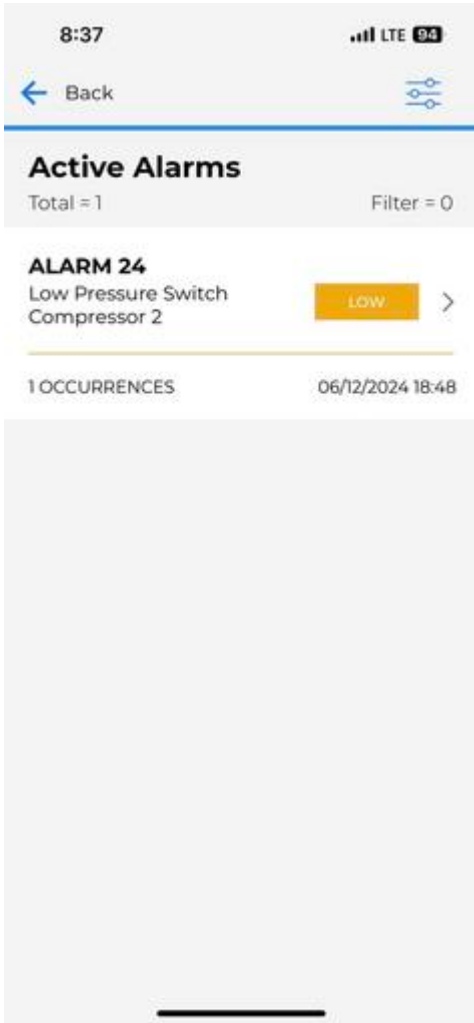 8:37 LTE 94
Back
Active Alarms
Total = 1 Filter = 0
ALARM 24
Low Pressure Switch
Compressor 2
LOW
1 OCCURRENCES 06/12/2024 18:48